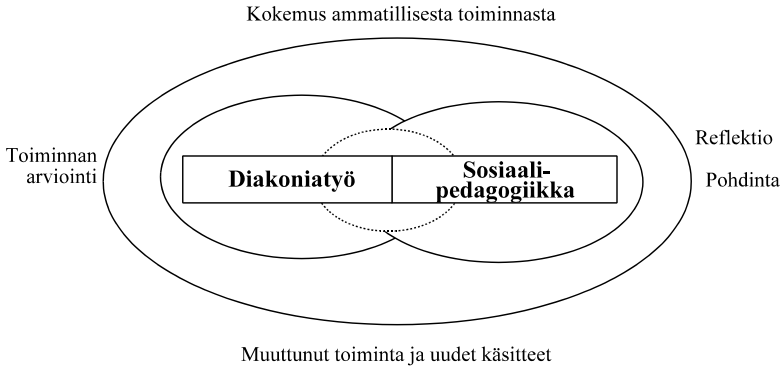 Kokemus ammatillisesta toiminnasta
Reflektio
Toiminnan
arviointi
Diakoniatyö
Sosiaali-
pedagogiikka
Pohdinta
Muuttunut toiminta ja uudet käsitteet